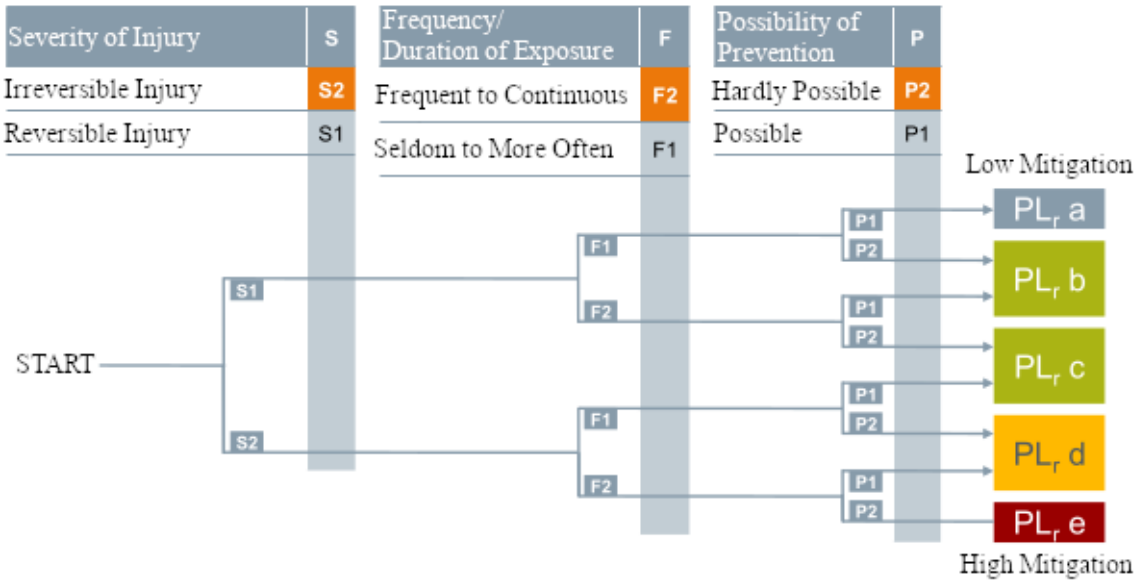 Severity of Injury S
Irreversible Injury S2
Reversible Injury S1
Frequency/
Duration of Exposure F
Frequent to Continuous F2
Seldom to More Often F1
Possibility of
Prevention P
Hardly Possible P2
Possible P1
Low Mitigation
START
S1
S2
F1
F2
F1
F2
P1
P2
P1
P2
P1
P2
P1
P2
PLr a
PLr b
PLr c
PLr d
PLr e
High Mitigation